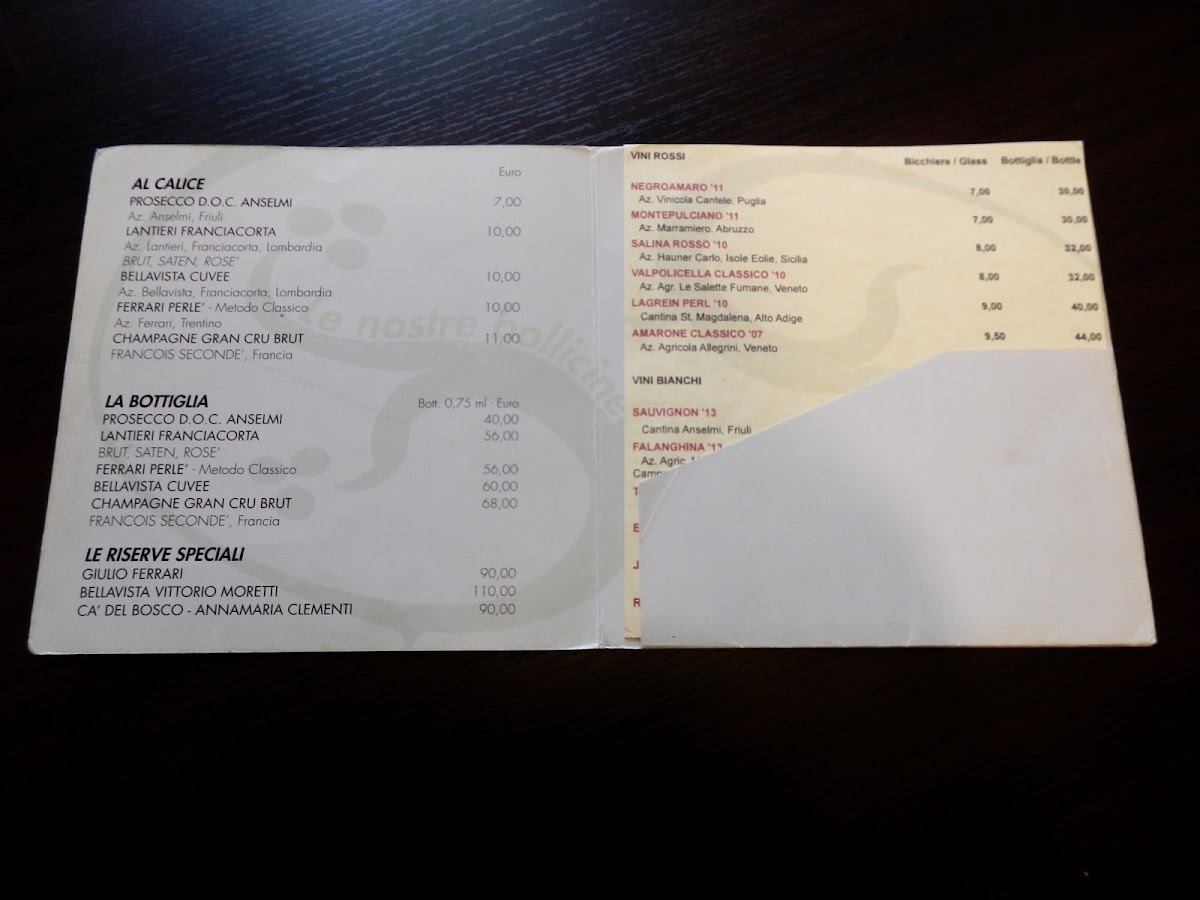 AL CALICE Euro
PROSECCO D.O.C. ANSELMI 7,00
Az. Anselmi, Friuli
LANTIERI FRANCIACORTA 10,00
Az. Lantieri, Franciacorta, Lombardia
BRUT, SATEN, ROSE'
BELLAVISTA CUVEE 10,00
Az. Bellavista, Franciacorta, Lombardia
FERRARI PERLE' - Metodo Classico 10,00
Az. Ferrari, Trentino
CHAMPAGNE GRAN CRU BRUT 11,00
FRANCOIS SECONDE', Francia
Le nostre bollicine
LA BOTTIGLIA Bott. 0,75 ml - Euro
PROSECCO D.O.C. ANSELMI 40,00
LANTIERI FRANCIACORTA 56,00
BRUT, SATEN, ROSE'
FERRARI PERLE' - Metodo Classico 56,00
BELLAVISTA CUVEE 60,00
CHAMPAGNE GRAN CRU BRUT 68,00
FRANCOIS SECONDE', Francia
LE RISERVE SPECIALI
GIULIO FERRARI 90,00
BELLAVISTA VITTORIO MORETTI 110,00
CA' DEL BOSCO - ANNAMARIA CLEMENTI 90,00
VINI ROSSI Bicchiere / Glass Bottiglia / Bottle
NEGROAMARO '11 7,00 30,00
Az. Vinicola Cantele, Puglia
MONTEPULCIANO '11 7,00 30,00
Az. Marramiero, Abruzzo
SALINA ROSSO '10 8,00 32,00
Az. Hauner Carlo, Isole Eolie, Sicilia
VALPOLICELLA CLASSICO '10 8,00 32,00
Az. Agr. Le Salette Fumane, Veneto
LAGREIN PERL '10 9,00 40,00
Cantina St. Magdalena, Alto Adige
AMARONE CLASSICO '07 9,50 44,00
Az. Agricola Allegrini, Veneto
VINI BIANCHI
SAUVIGNON '13
Cantina Anselmi, Friuli
FALANGHINA '13
Az. Agric.